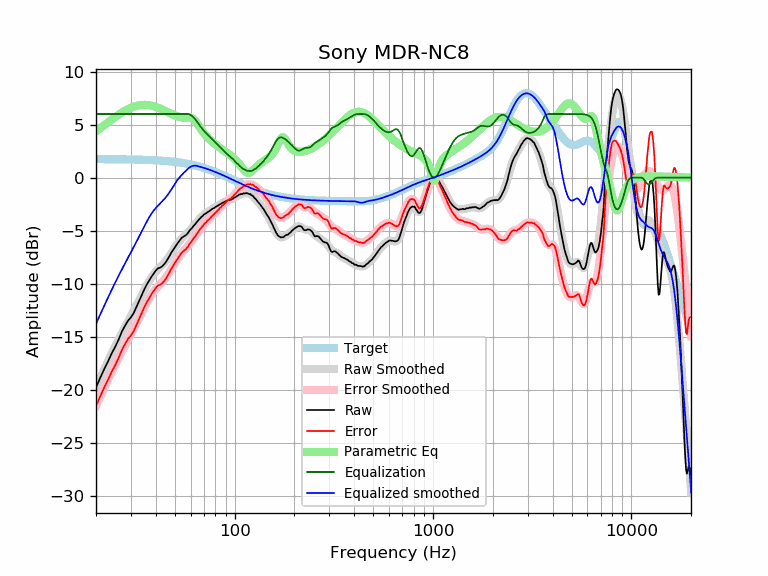 Sony MDR-NC8
10
5
0
−5
−10
−15
−20
−25
−30
Amplitude (dBr)
Target
Raw Smoothed
Error Smoothed
Raw
Error
Parametric Eq
Equalization
Equalized smoothed
100
1000
10000
Frequency (Hz)